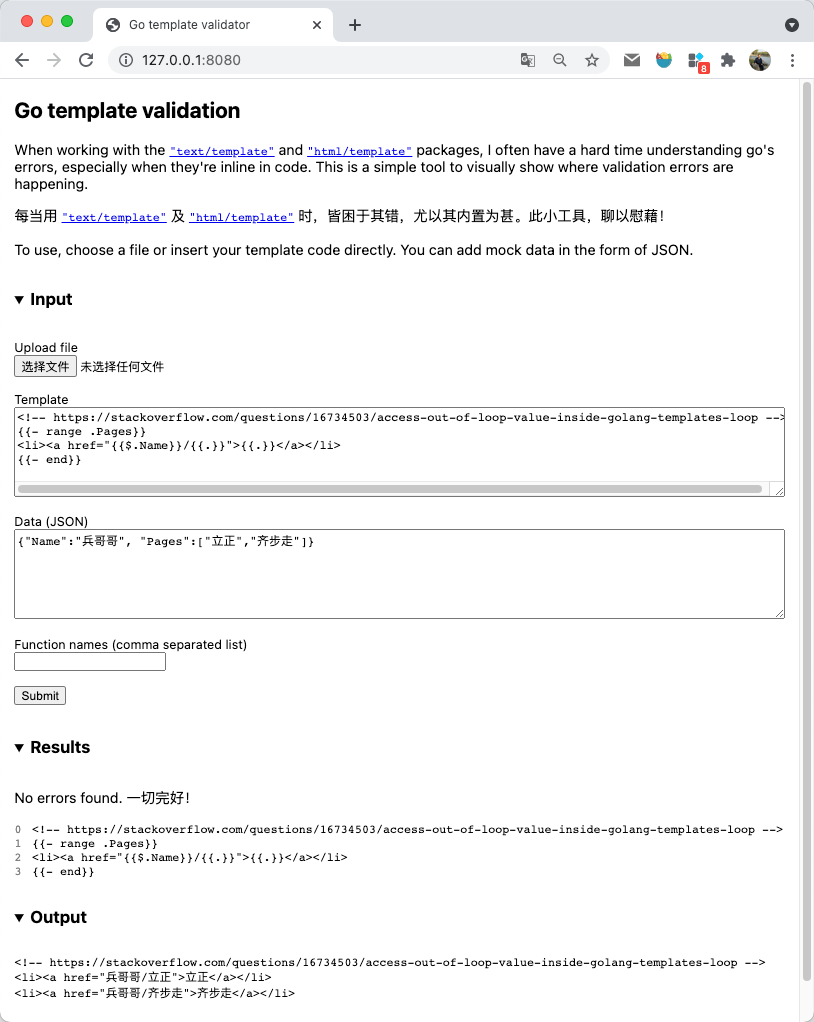 Go template validator
127.0.0.1:8080
8
Go template validation
When working with the "text/template" and "html/template" packages, I often have a hard time understanding go's
errors, especially when they're inline in code. This is a simple tool to visually show where validation errors are
happening.
每当用 "text/template" 及 "html/template" 时，皆困于其错，尤以其内置为甚。此小工具，聊以慰藉！
To use, choose a file or insert your template code directly. You can add mock data in the form of JSON.
▼ Input
Upload file
选择文件 未选择任何文件
Template
<!-- https://stackoverflow.com/questions/16734503/access-out-of-loop-value-inside-golang-templates-loop -->
{{- range .Pages}}
<li><a href="{{$.Name}}/{{.}}">{{.}}</a></li>
{{- end}}
Data (JSON)
{"Name":"兵哥哥", "Pages":["立正","齐步走"]}
Function names (comma separated list)
Submit
▼ Results
No errors found. 一切完好！
0 <!-- https://stackoverflow.com/questions/16734503/access-out-of-loop-value-inside-golang-templates-loop -->
1 {{- range .Pages}}
2 <li><a href="{{$.Name}}/{{.}}">{{.}}</a></li>
3 {{- end}}
▼ Output
<!-- https://stackoverflow.com/questions/16734503/access-out-of-loop-value-inside-golang-templates-loop -->
<li><a href="兵哥哥/立正">立正</a></li>
<li><a href="兵哥哥/齐步走">齐步走</a></li>